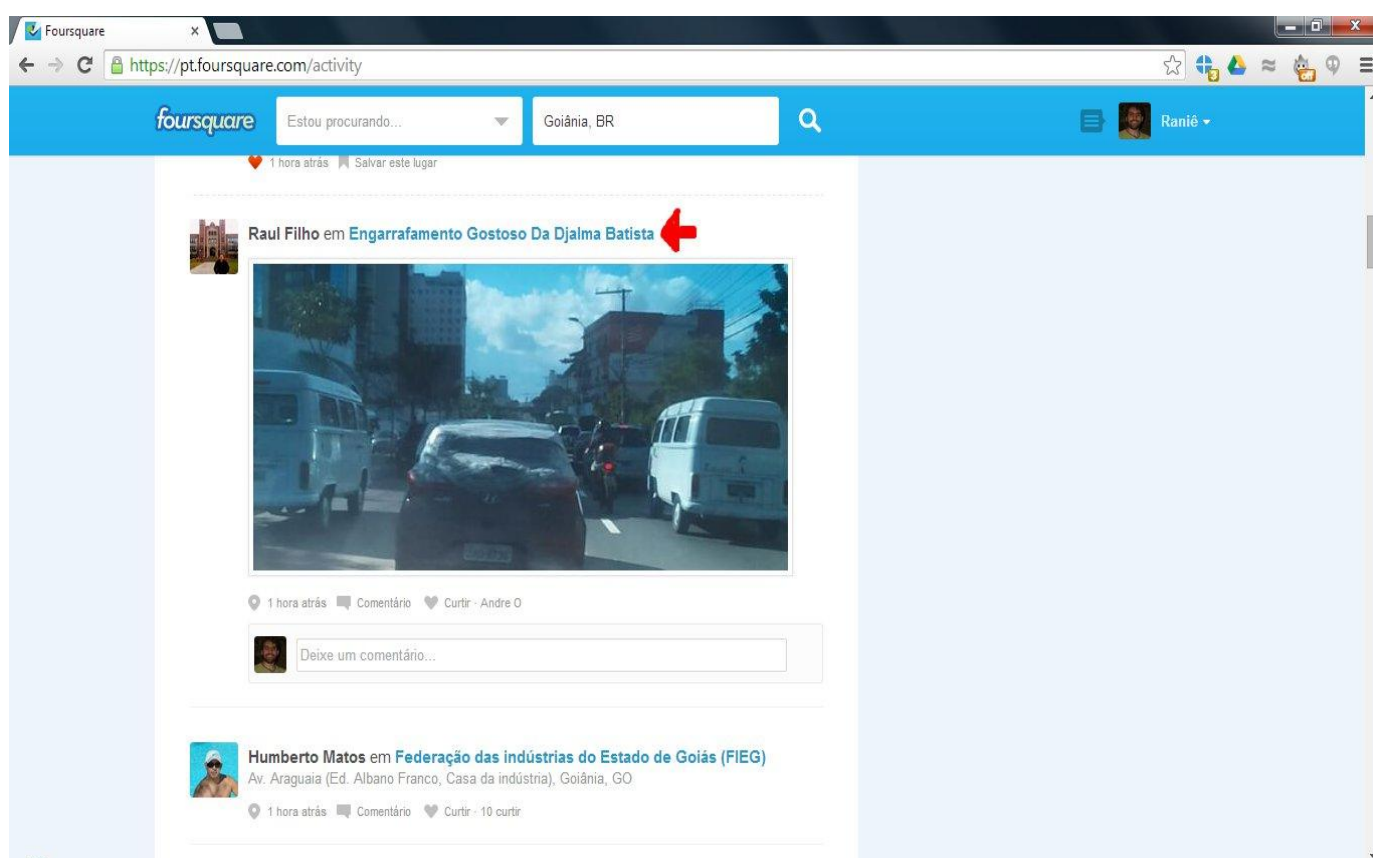 Foursquare
https://pt.foursquare.com/activity
3
off
foursquare
Estou procurando...
Goiânia, BR
Raniê
1 hora atrás Salvar este lugar
Raul Filho em Engarrafamento Gostoso Da Djalma Batista
1 hora atrás Comentário Curtir · Andre O
Deixe um comentário...
Humberto Matos em Federação das indústrias do Estado de Goiás (FIEG)
Av. Araguaia (Ed. Albano Franco, Casa da indústria), Goiânia, GO
1 hora atrás Comentário Curtir · 10 curtir